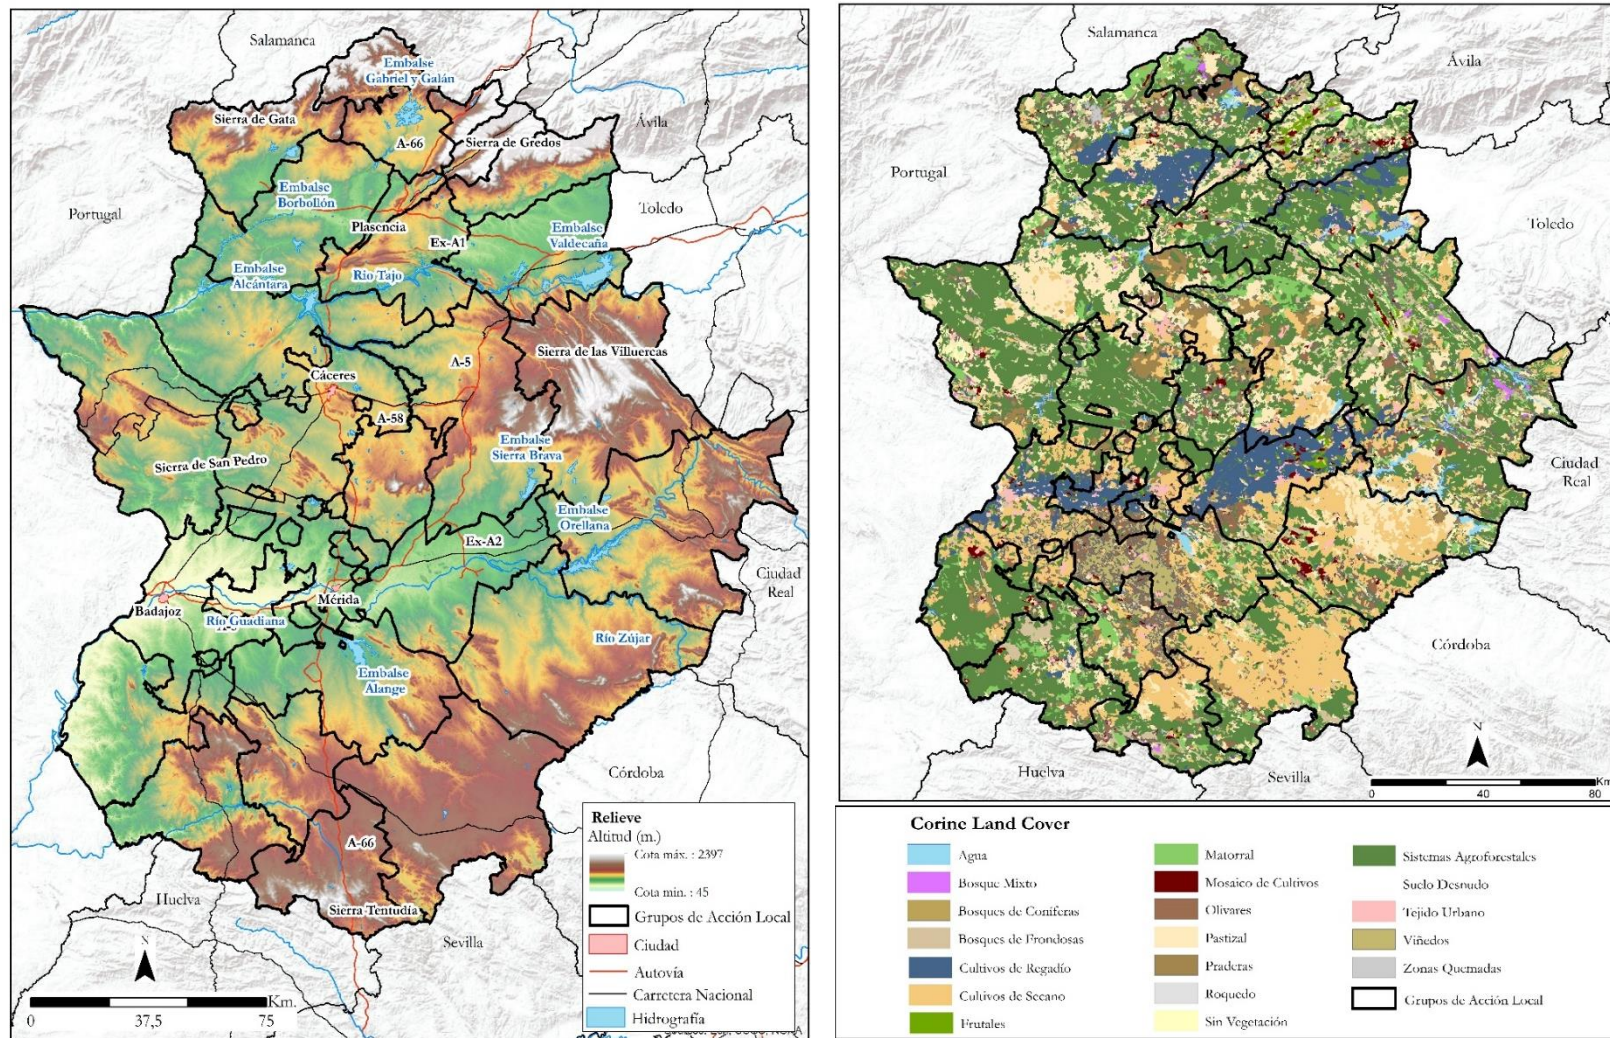 Salamanca
Embalse
Gabriel y Galán
Sierra de Gata
Ávila
A-66
Sierra de Gredos
Embalse
Borbollón
Portugal
Toledo
Plasencia
Ex-A1
Embalse
Valdecaña
Embalse
Alcántara
Rio Tajo
Sierra de las Villuercas
A-5
Cáceres
A-58
Embalse
Sierra Brava
Sierra de San Pedro
Embalse
Orellana
Ex-A2
Ciudad
Real
Badajoz
Mérida
Río Guadiana
Río Zújar
Embalse
Alange
Córdoba
A-66
Huelva
Sierra Tentudía
Sevilla
N
Km.
0
37,5
75
Relieve
Altitud (m.)
Cota máx. : 2397
Cota min. : 45
Grupos de Acción Local
Ciudad
Autovía
Carretera Nacional
Hidrografía
Salamanca
Ávila
Portugal
Toledo
Ciudad
Real
Córdoba
Huelva
Sevilla
N
Km
0
40
80
Corine Land Cover
Agua
Bosque Mixto
Bosques de Coniferas
Bosques de Frondosas
Cultivos de Regadío
Cultivos de Secano
Frutales
Matorral
Mosaico de Cultivos
Olivares
Pastizal
Praderas
Roquedo
Sin Vegetación
Sistemas Agroforestales
Suelo Desnudo
Tejido Urbano
Viñedos
Zonas Quemadas
Grupos de Acción Local